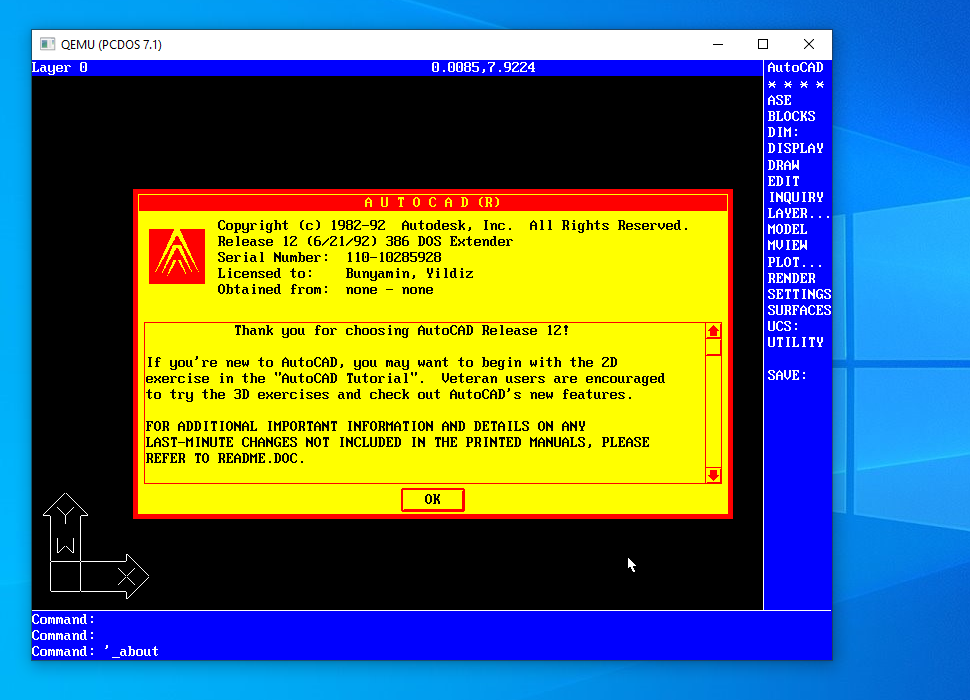 QEMU (PCDOS 7.1)
Layer 0 0.0085,7.9224
AutoCAD
* * * *
ASE
BLOCKS
DIM:
DISPLAY
DRAW
EDIT
INQUIRY
LAYER...
MODEL
MVIEW
PLOT...
RENDER
SETTINGS
SURFACES
UCS:
UTILITY
SAVE:
A U T O C A D (R)
Copyright (c) 1982-92 Autodesk, Inc. All Rights Reserved.
Release 12 (6/21/92) 386 DOS Extender
Serial Number: 110-10285928
Licensed to: Bunyamin, Yildiz
Obtained from: none - none
Thank you for choosing AutoCAD Release 12!
If you're new to AutoCAD, you may want to begin with the 2D
exercise in the "AutoCAD Tutorial". Veteran users are encouraged
to try the 3D exercises and check out AutoCAD's new features.
FOR ADDITIONAL IMPORTANT INFORMATION AND DETAILS ON ANY
LAST-MINUTE CHANGES NOT INCLUDED IN THE PRINTED MANUALS, PLEASE
REFER TO README.DOC.
OK
Y
W
X
Command:
Command:
Command: '_about